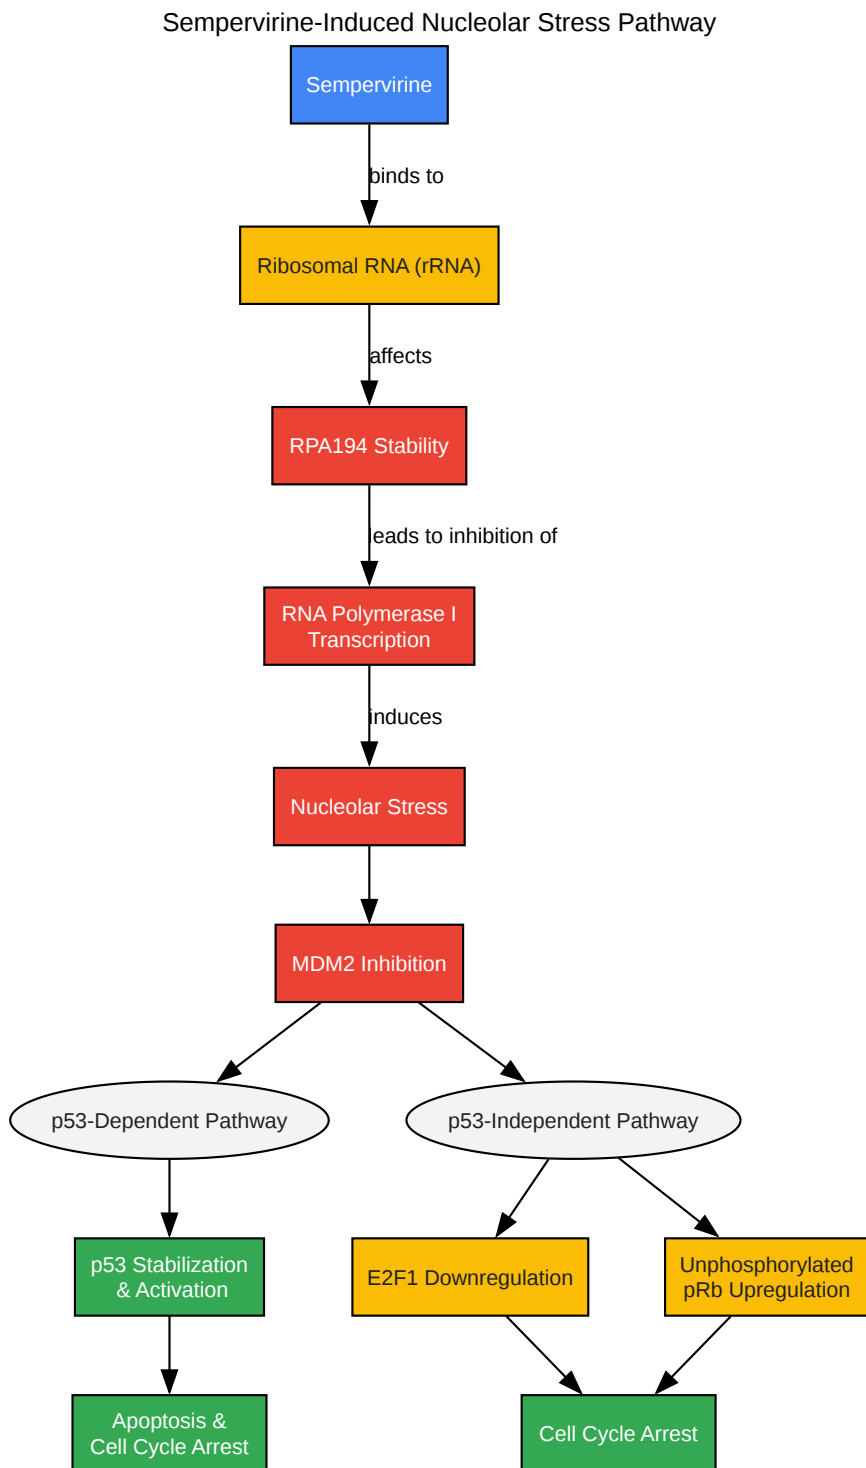 Sempervirine-Induced Nucleolar Stress Pathway
Sempervirine
binds to
Ribosomal RNA (rRNA)
affects
RPA194 Stability
leads to inhibition of
RNA Polymerase I
Transcription
induces
Nucleolar Stress
MDM2 Inhibition
p53-Dependent Pathway
p53-Independent Pathway
p53 Stabilization
& Activation
E2F1 Downregulation
Unphosphorylated
pRb Upregulation
Apoptosis &
Cell Cycle Arrest
Cell Cycle Arrest